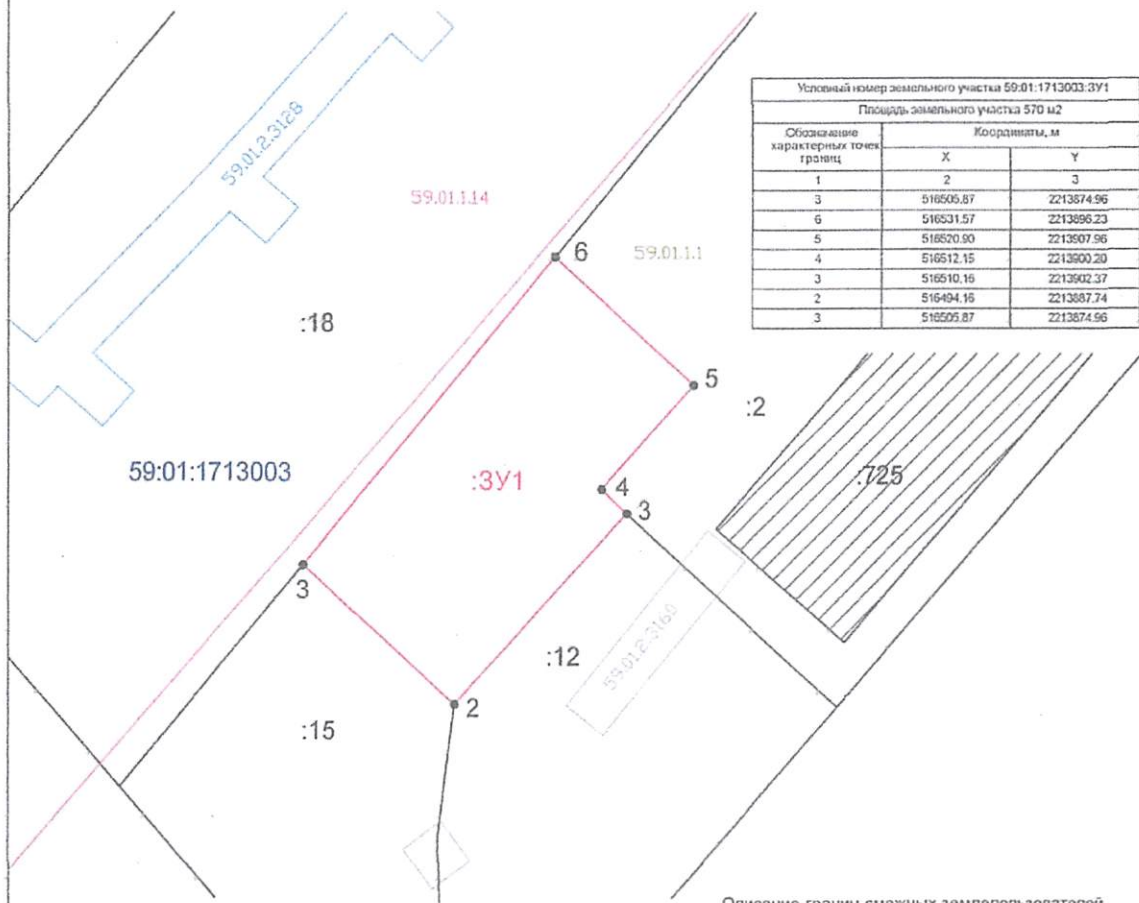 Условный номер земельного участка 59:01:1713003:ЗУ1
Площадь земельного участка 570 м2
Обозначение характерных точек границ
Координаты, м
X
Y
1 2 3
3 516505.87 2213874.96
6 516531.57 2213896.23
5 516520.90 2213907.96
4 516512.15 2213900.20
3 516510.16 2213902.37
2 516494.16 2213887.74
3 516505.87 2213874.96
59.01.2.3128
59.01.1.14
6
59.01.1.1
:18
5
:2
59:01:1713003
:ЗУ1
4
:725
3
3
59.01.2.3160
:12
2
:15
Описание границ смежных землепользователей